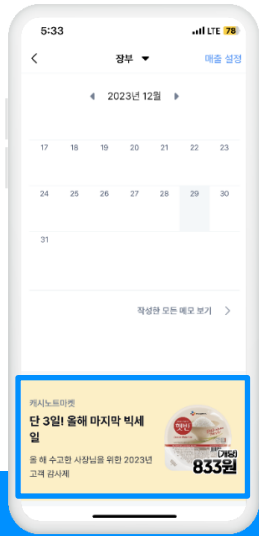 5:33 LTE 78
장부 매출 설정
2023년 12월
17 18 19 20 21 22 23
24 25 26 27 28 29 30
31
작성한 모든 메모 보기
캐시노트마켓
단 3일! 올해 마지막 빅세
일
올 해 수고한 사장님을 위한 2023년
고객 감사제
햇반
(개당)
833원